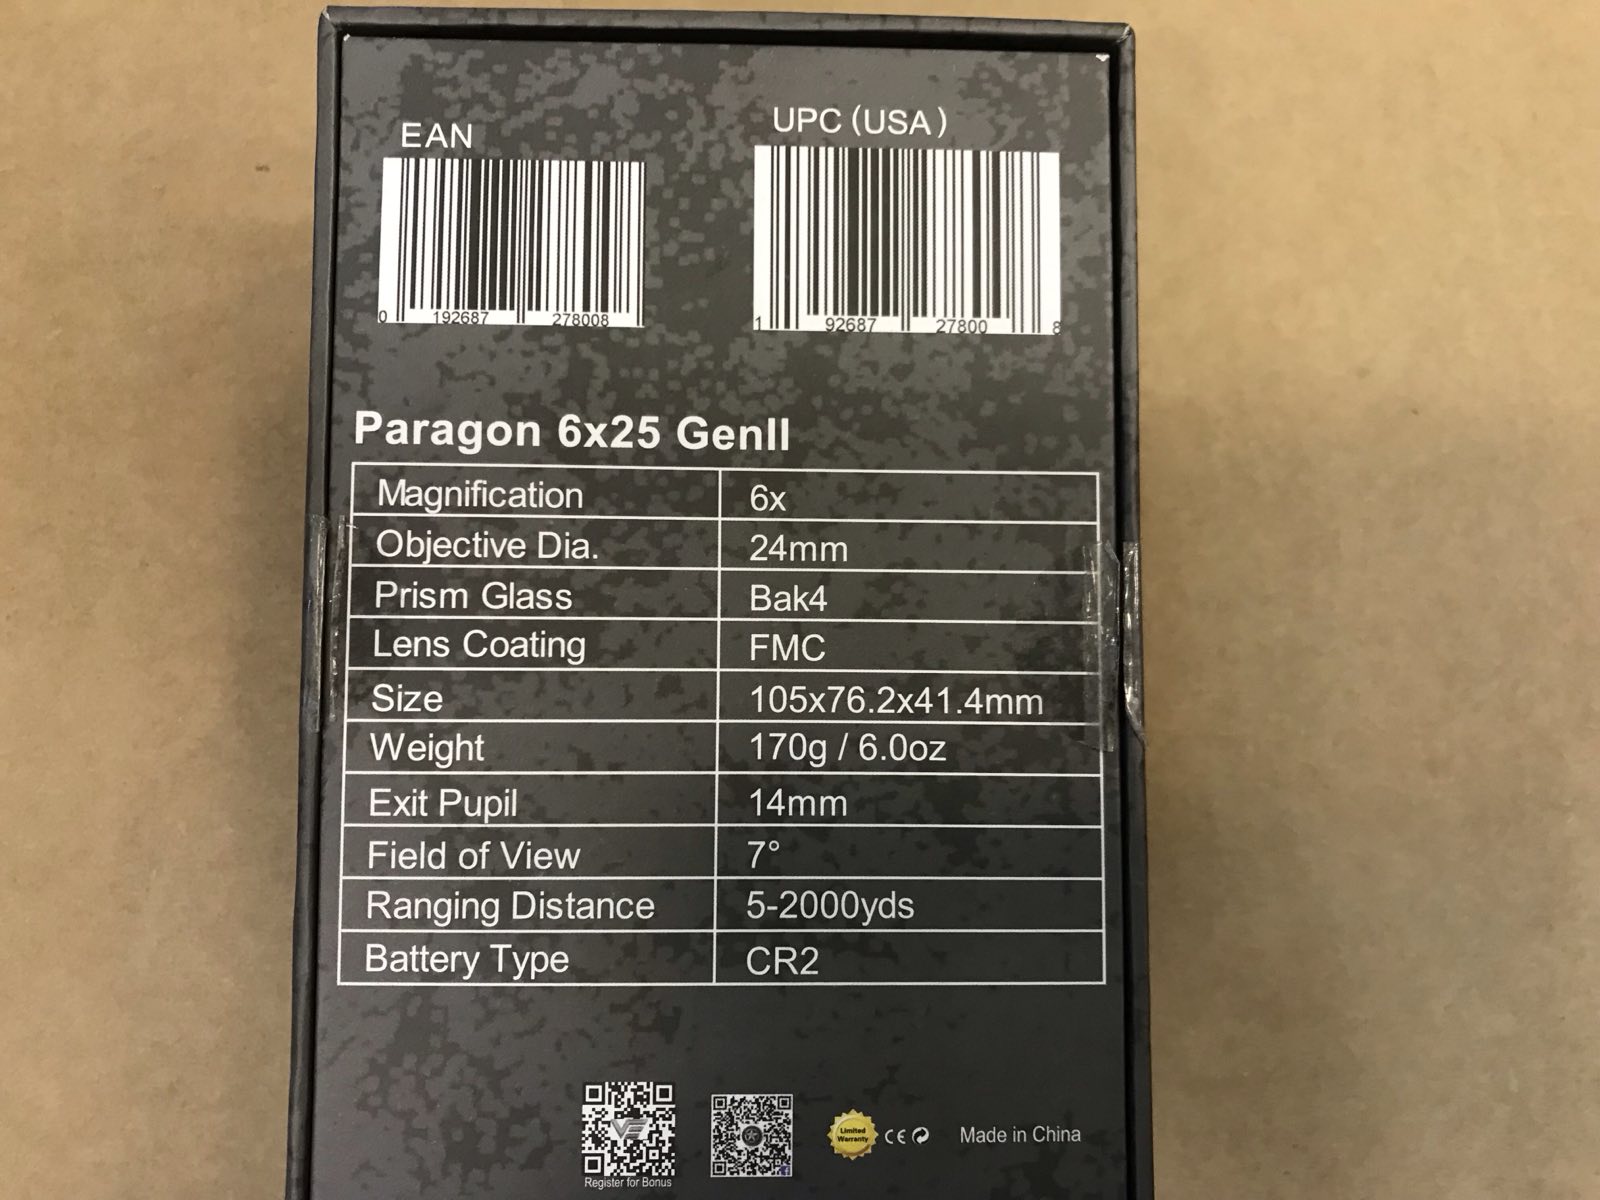 EAN
UPC (USA)
0 192687 278008
1 92687 27800 8
Paragon 6x25 GenII
Magnification 6x
Objective Dia. 24mm
Prism Glass Bak4
Lens Coating FMC
Size 105x76.2x41.4mm
Weight 170g / 6.0oz
Exit Pupil 14mm
Field of View 7°
Ranging Distance 5-2000yds
Battery Type CR2
Limited
Warranty
CE
Made in China
Register for Bonus